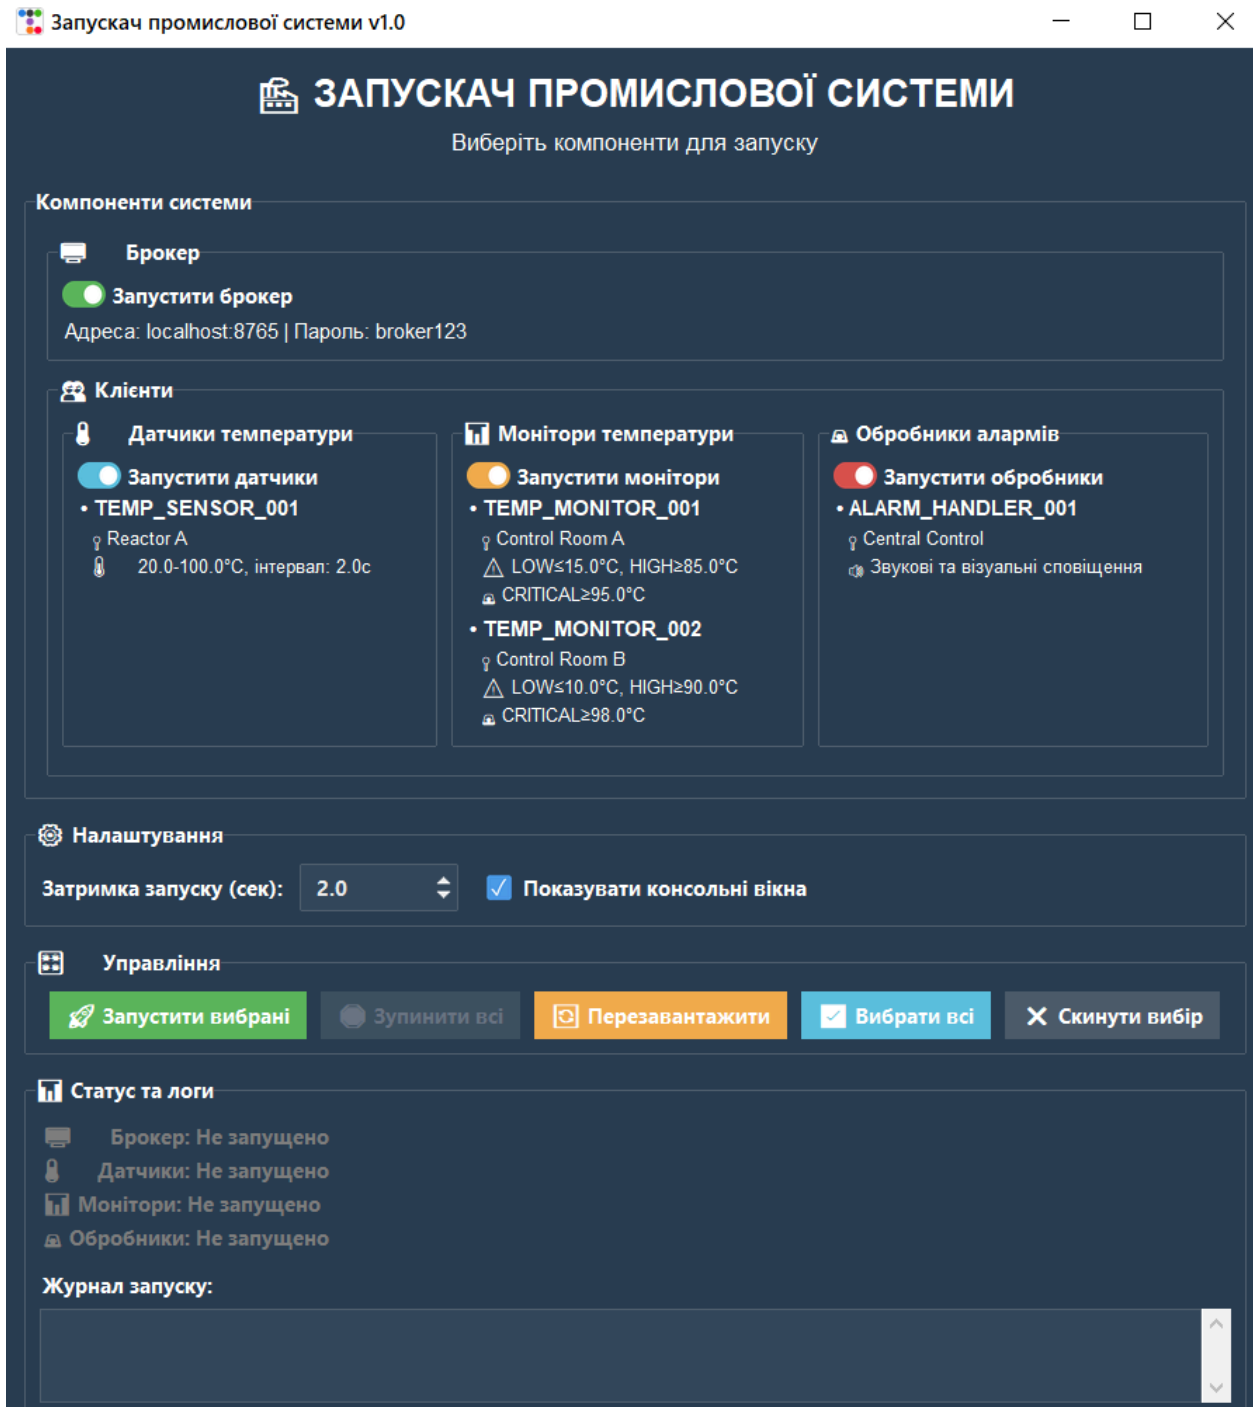 Запускач промислової системи v1.0
ЗАПУСКАЧ ПРОМИСЛОВОЇ СИСТЕМИ
Виберіть компоненти для запуску
Компоненти системи
Брокер
Запустити брокер
Адреса: localhost:8765 | Пароль: broker123
Клієнти
Датчики температури
Запустити датчики
• TEMP_SENSOR_001
Reactor A
20.0-100.0°C, інтервал: 2.0с
Монітори температури
Запустити монітори
• TEMP_MONITOR_001
Control Room A
LOW≤15.0°C, HIGH≥85.0°C
CRITICAL≥95.0°C
• TEMP_MONITOR_002
Control Room B
LOW≤10.0°C, HIGH≥90.0°C
CRITICAL≥98.0°C
Обробники алармів
Запустити обробники
• ALARM_HANDLER_001
Central Control
Звукові та візуальні сповіщення
Налаштування
Затримка запуску (сек): 2.0 Показувати консольні вікна
Управління
Запустити вибрані Зупинити всі Перезавантажити Вибрати всі Скинути вибір
Статус та логи
Брокер: Не запущено
Датчики: Не запущено
Монітори: Не запущено
Обробники: Не запущено
Журнал запуску: